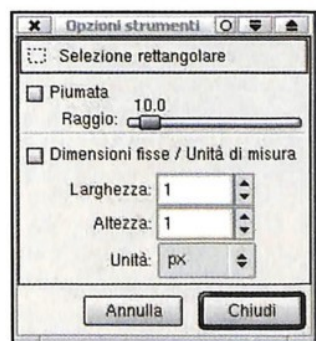 Opzioni strumenti
Selezione rettangolare
Piumata
10.0
Raggio:
Dimensioni fisse / Unità di misura
Larghezza: 1
Altezza: 1
Unità: px
Annulla Chiudi